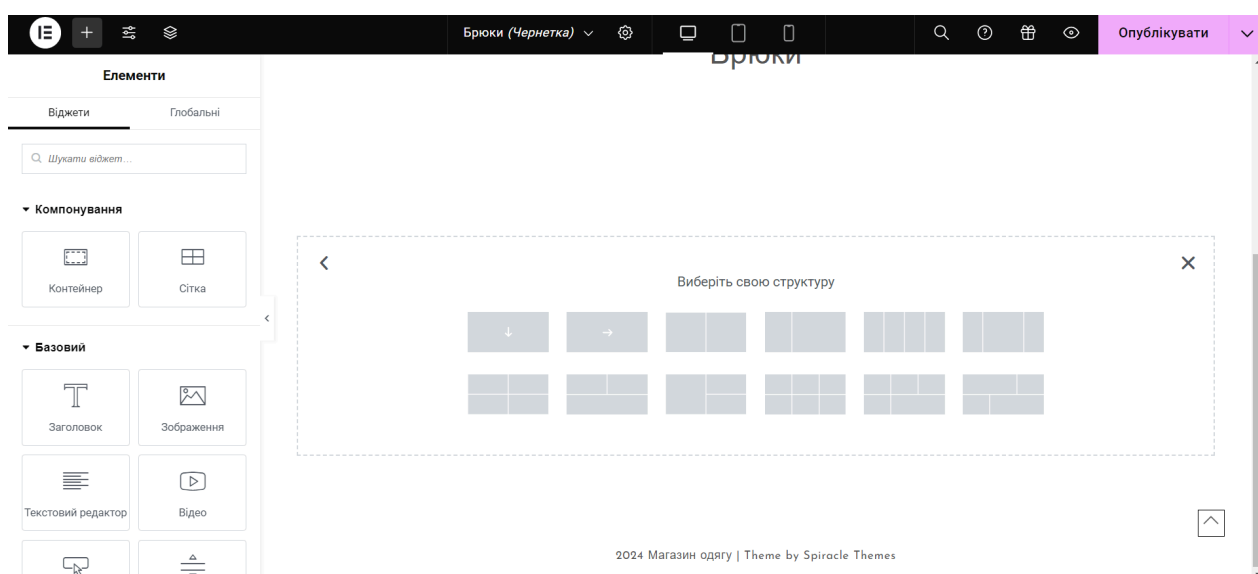 Брюки (Чернетка)
Опублікувати
Елементи
Віджети
Глобальні
Шукати віджет...
Компонування
Контейнер
Сітка
Базовий
Заголовок
Зображення
Текстовий редактор
Відео
Брюки
Виберіть свою структуру
2024 Магазин одягу | Theme by Spiracle Themes